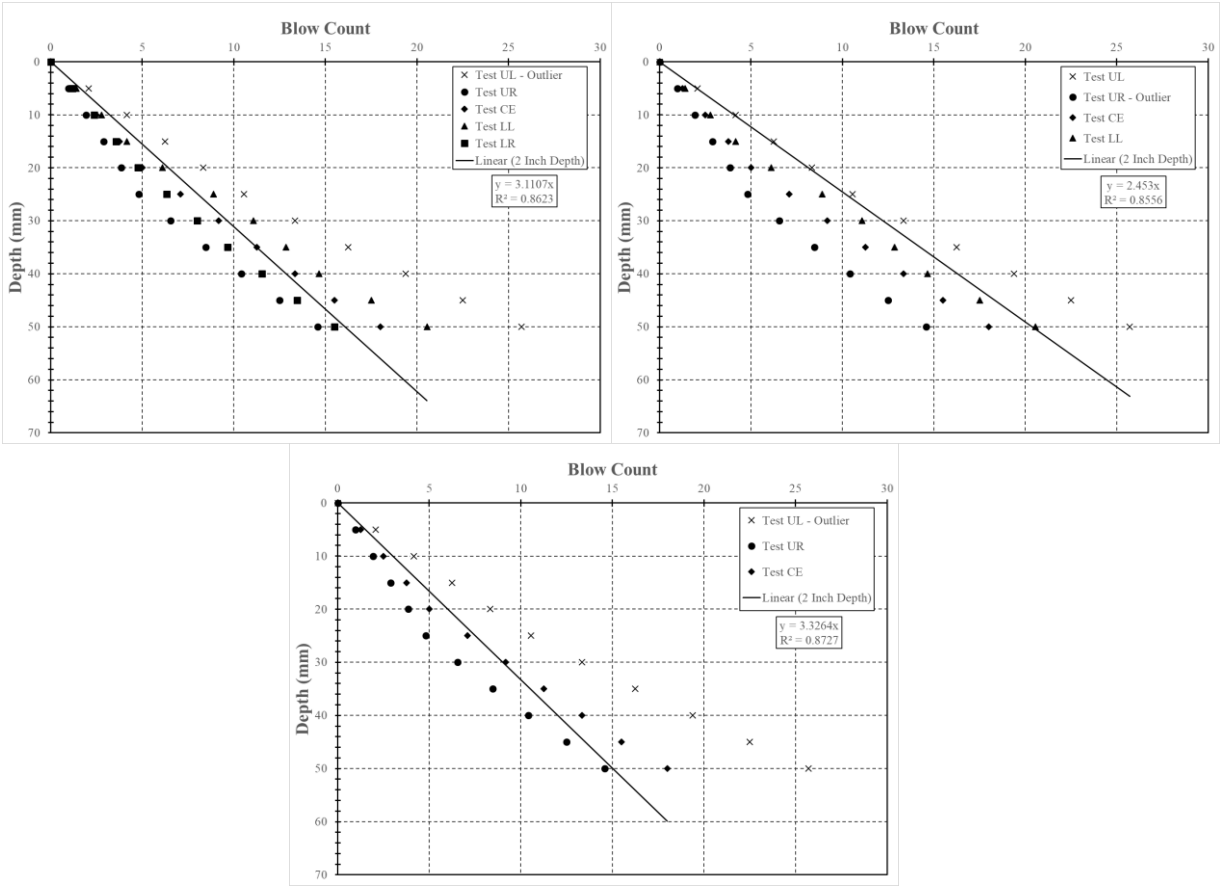 Blow Count
0 5 10 15 20 25 30
0
10
20
30
40
50
60
70
Depth (mm)
Test UL - Outlier
Test UR
Test CE
Test LL
Test LR
Linear (2 Inch Depth)
y = 3.1107x
R² = 0.8623
Blow Count
0 5 10 15 20 25 30
0
10
20
30
40
50
60
70
Depth (mm)
Test UL
Test UR - Outlier
Test CE
Test LL
Linear (2 Inch Depth)
y = 2.453x
R² = 0.8556
Blow Count
0 5 10 15 20 25 30
0
10
20
30
40
50
60
70
Depth (mm)
Test UL - Outlier
Test UR
Test CE
Linear (2 Inch Depth)
y = 3.3264x
R² = 0.8727